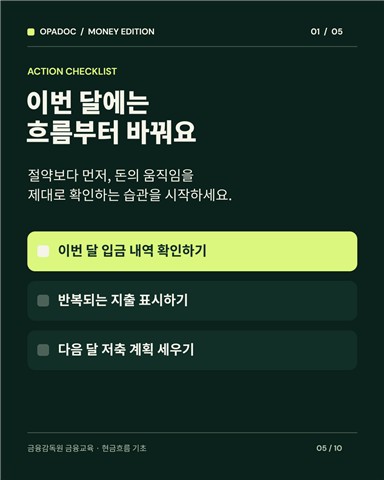 OPADOC / MONEY EDITION
01 / 05
ACTION CHECKLIST
이번 달에는
흐름부터 바꿔요
절약보다 먼저, 돈의 움직임을
제대로 확인하는 습관을 시작하세요.
이번 달 입금 내역 확인하기
반복되는 지출 표시하기
다음 달 저축 계획 세우기
금융감독원 금융교육 · 현금흐름 기초
05 / 10